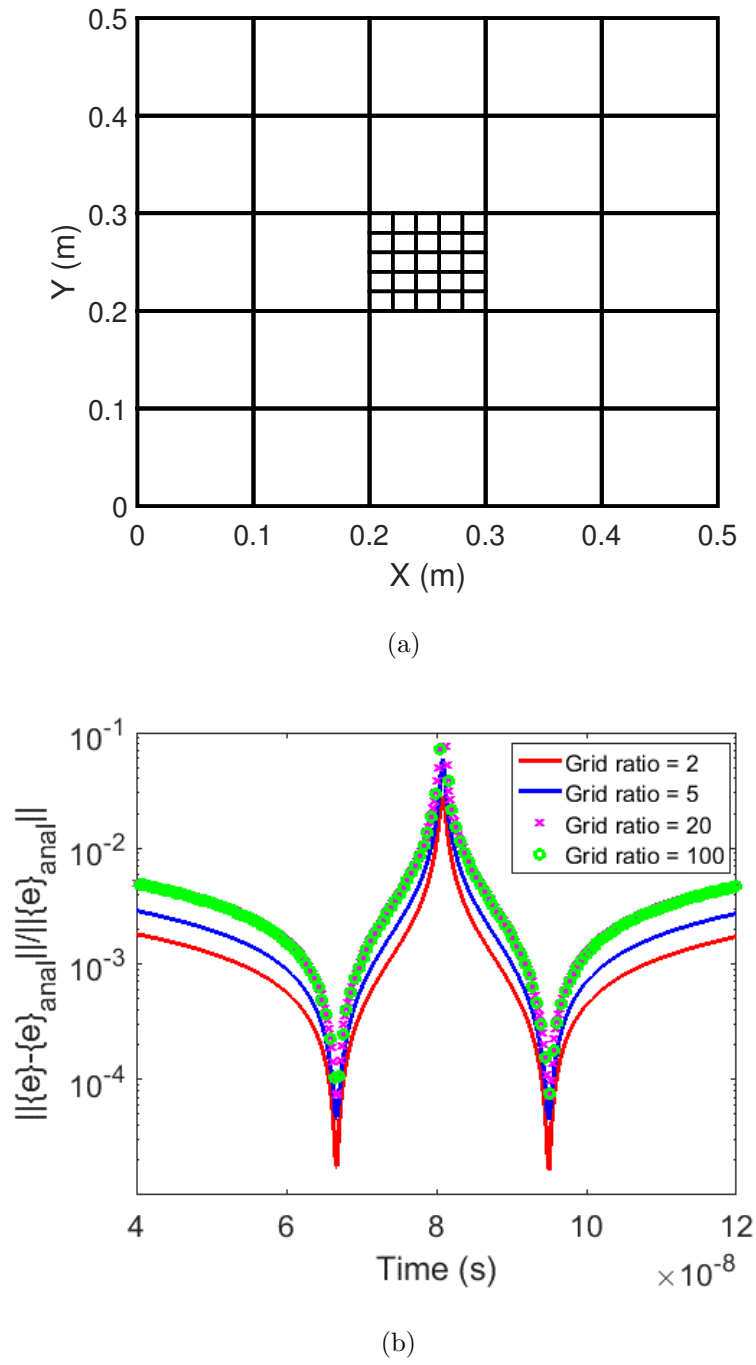 0.5
0.4
0.3
0.2
0.1
0
Y (m)
0 0.1 0.2 0.3 0.4 0.5
X (m)
(a)
10^-1
10^-2
10^-3
10^-4
||{e}-{e}_anal||/||{e}_anal||
Grid ratio = 2
Grid ratio = 5
Grid ratio = 20
Grid ratio = 100
4 6 8 10 12
Time (s)
×10^-8
(b)